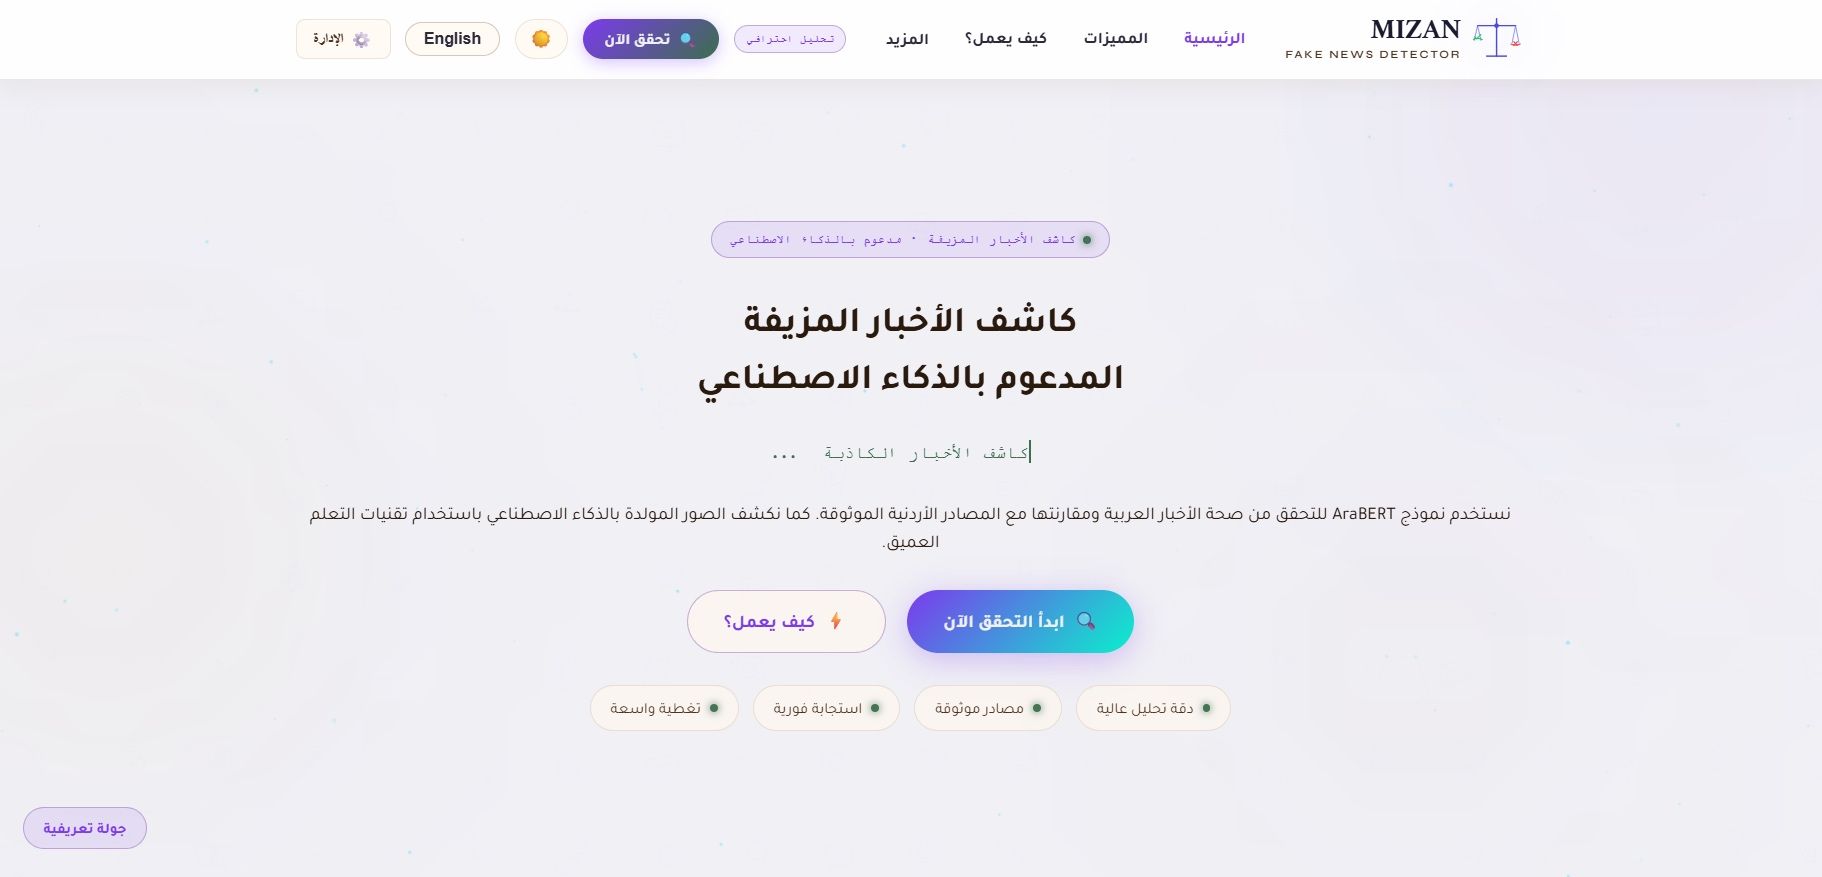 MIZAN
FAKE NEWS DETECTOR
الرئيسية
المميزات
كيف يعمل؟
المزيد
تحليل احترافي
تحقق الآن
English
الإدارة
كاشف الأخبار المزيفة • مدعوم بالذكاء الاصطناعي
كاشف الأخبار المزيفة
المدعوم بالذكاء الاصطناعي
كاشف الأخبار الكاذبة ...
نستخدم نموذج AraBERT للتحقق من صحة الأخبار العربية ومقارنتها مع المصادر الأردنية الموثوقة. كما نكشف الصور المولدة بالذكاء الاصطناعي باستخدام تقنيات التعلم
العميق.
ابدأ التحقق الآن
كيف يعمل؟
دقة تحليل عالية
مصادر موثوقة
استجابة فورية
تغطية واسعة
جولة تعريفية